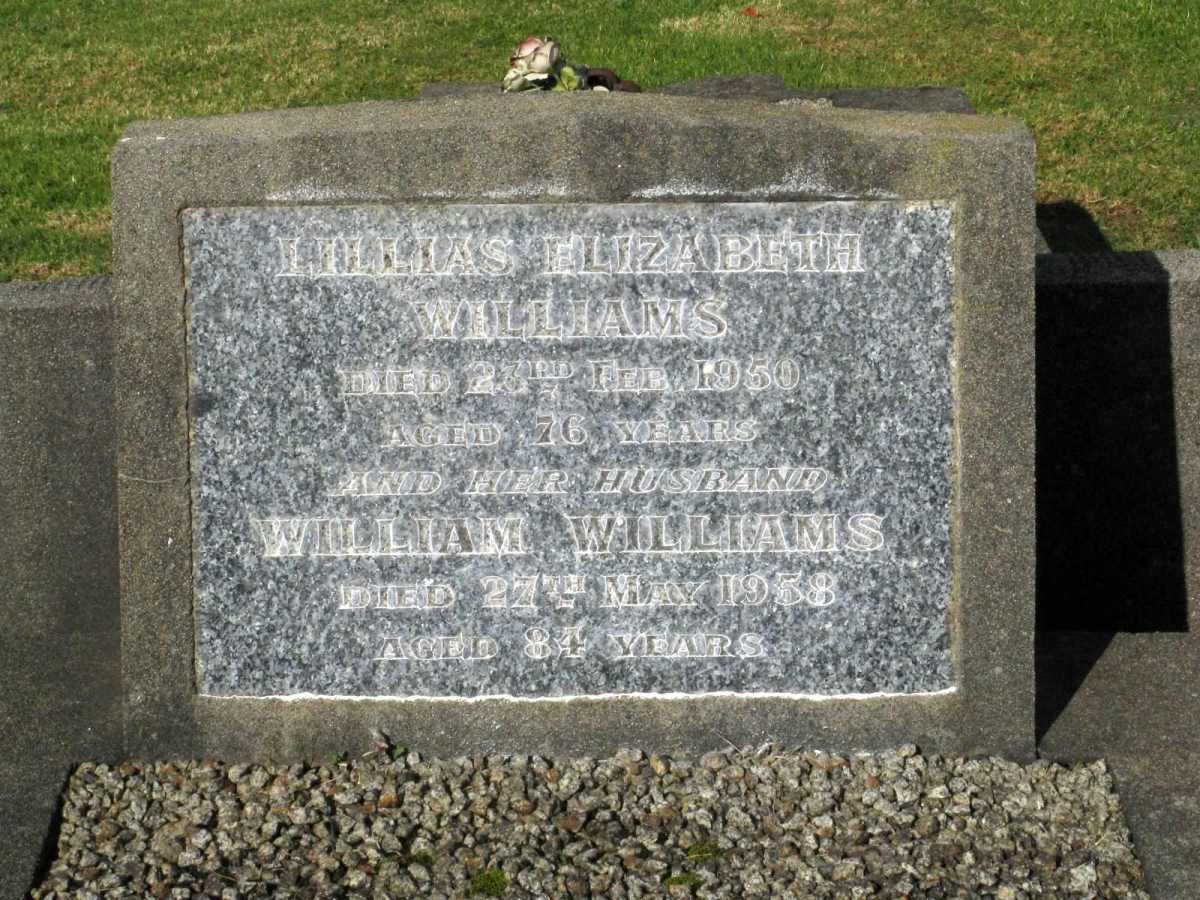 LILLIAS ELIZABETH
WILLIAMS
DIED 23RD FEB. 1950
AGED 76 YEARS
AND HER HUSBAND
WILLIAM WILLIAMS
DIED 27TH MAY 1958
AGED 84 YEARS